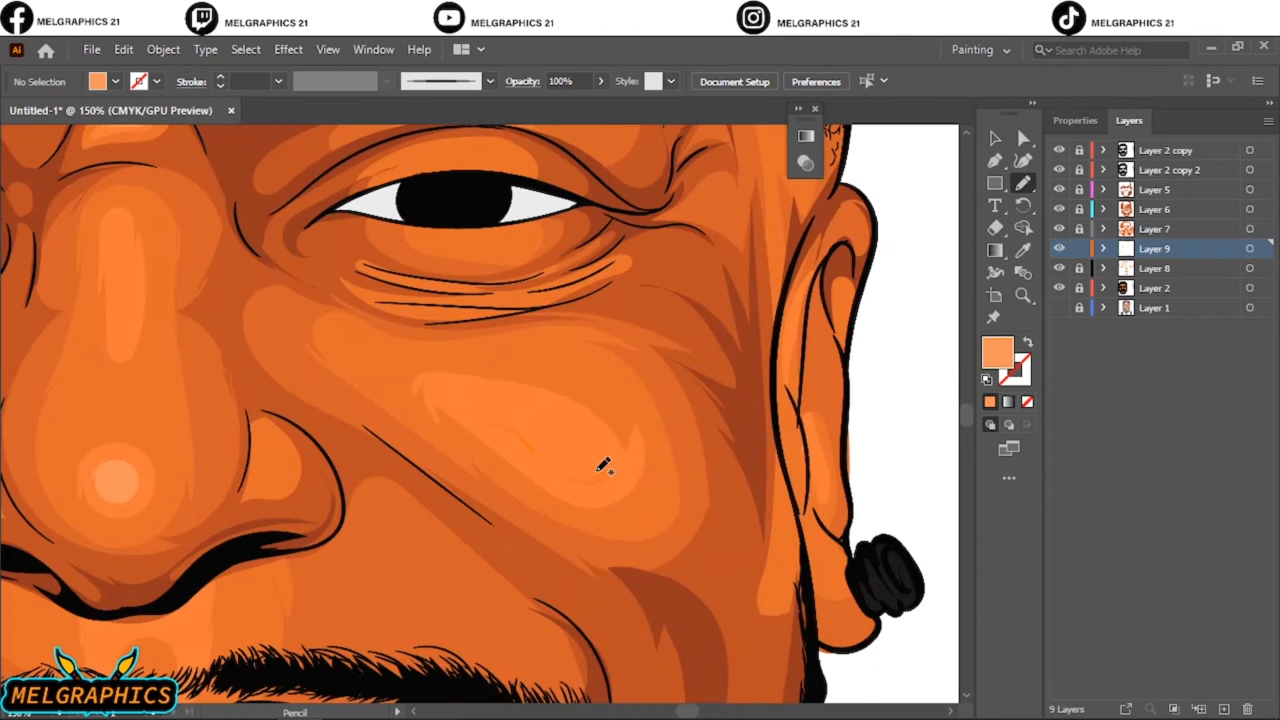 MELGRAPHICS 21
MELGRAPHICS 21
MELGRAPHICS 21
MELGRAPHICS 21
MELGRAPHICS 21
Ai
File Edit Object Type Select Effect View Window Help
Painting
Search Adobe Help
No Selection
Stroke:
Opacity: 100%
Style:
Document Setup
Preferences
Untitled-1* @ 150% (CMYK/GPU Preview)
Properties
Layers
Layer 2 copy
Layer 2 copy 2
Layer 5
Layer 6
Layer 7
Layer 9
Layer 8
Layer 2
Layer 1
MELGRAPHICS
Pencil
9 Layers